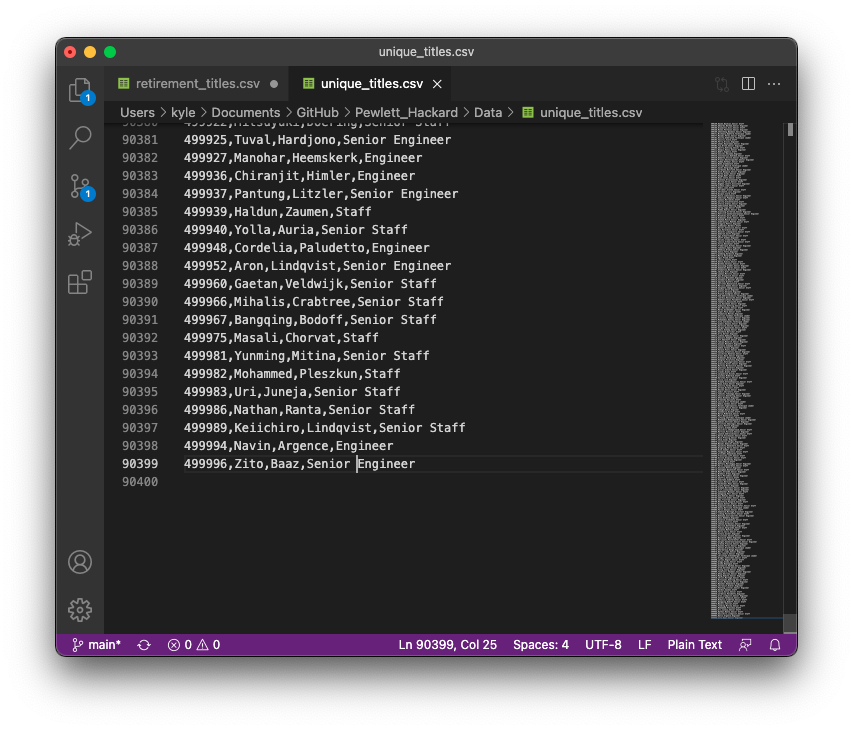 unique_titles.csv
retirement_titles.csv
unique_titles.csv
Users > kyle > Documents > GitHub > Pewlett_Hackard > Data > unique_titles.csv
90381 499925,Tuval,Hardjono,Senior Engineer
90382 499927,Manohar,Heemskerk,Engineer
90383 499936,Chiranjit,Himler,Engineer
90384 499937,Pantung,Litzler,Senior Engineer
90385 499939,Haldun,Zaumen,Staff
90386 499940,Yolla,Auria,Senior Staff
90387 499948,Cordelia,Paludetto,Engineer
90388 499952,Aron,Lindqvist,Senior Engineer
90389 499960,Gaetan,Veldwijk,Senior Staff
90390 499966,Mihalis,Crabtree,Senior Staff
90391 499967,Bangqing,Bodoff,Senior Staff
90392 499975,Masali,Chorvat,Staff
90393 499981,Yunming,Mitina,Senior Staff
90394 499982,Mohammed,Pleszkun,Staff
90395 499983,Uri,Juneja,Senior Staff
90396 499986,Nathan,Ranta,Senior Staff
90397 499989,Keiichiro,Lindqvist,Senior Staff
90398 499994,Navin,Argence,Engineer
90399 499996,Zito,Baaz,Senior Engineer
90400
1
1
main* 0 0 Ln 90399, Col 25 Spaces: 4 UTF-8 LF Plain Text